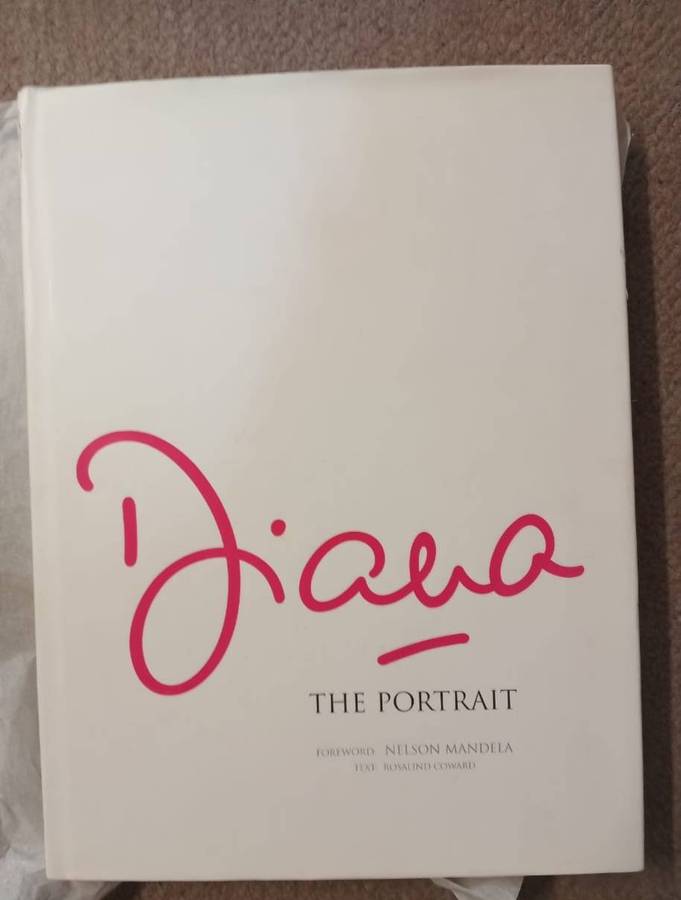 Diana
THE PORTRAIT
FOREWORD: NELSON MANDELA
TEXT: ROSALIND COWARD